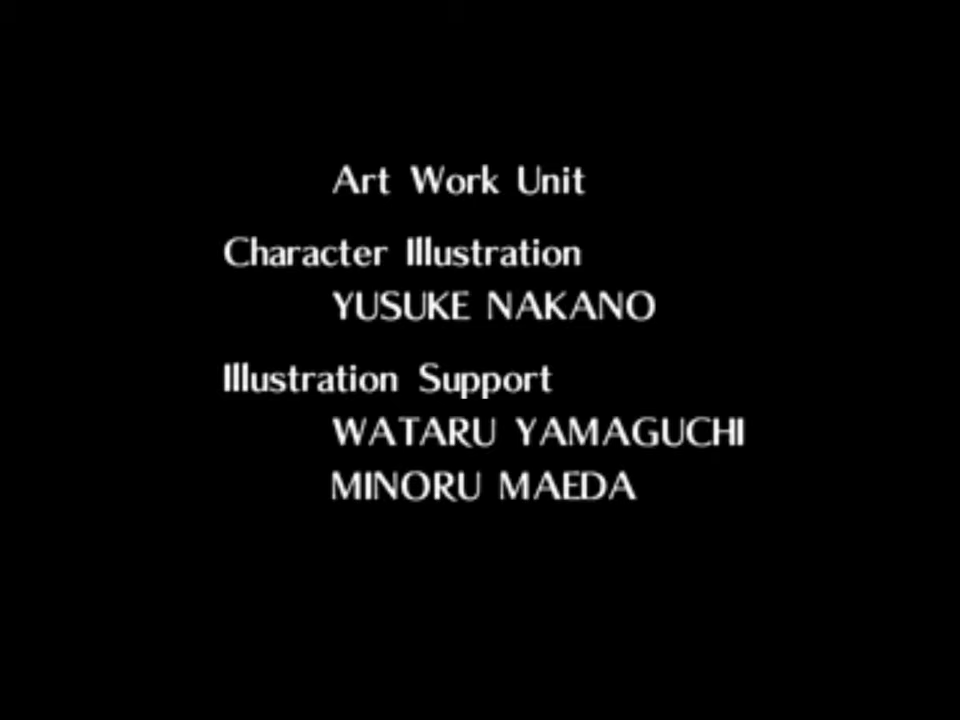 Art Work Unit
Character Illustration
YUSUKE NAKANO
Illustration Support
WATARU YAMAGUCHI
MINORU MAEDA